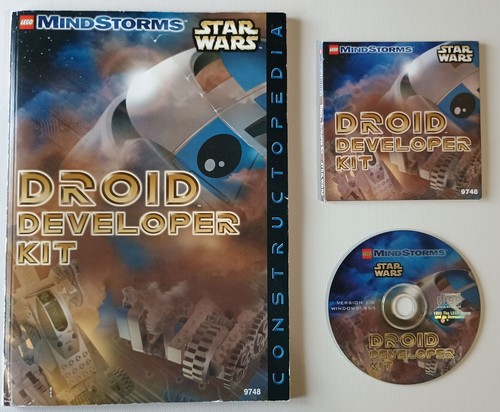 LEGO MINDSTORMS
STAR WARS
DROID
DEVELOPER
KIT
CONSTRUCTOPEDIA
9748
LEGO MINDSTORMS
STAR WARS
DROID
DEVELOPER
KIT
9748
LEGO MINDSTORMS
STAR WARS
VERSION
DROID
DEVELOPER
KIT